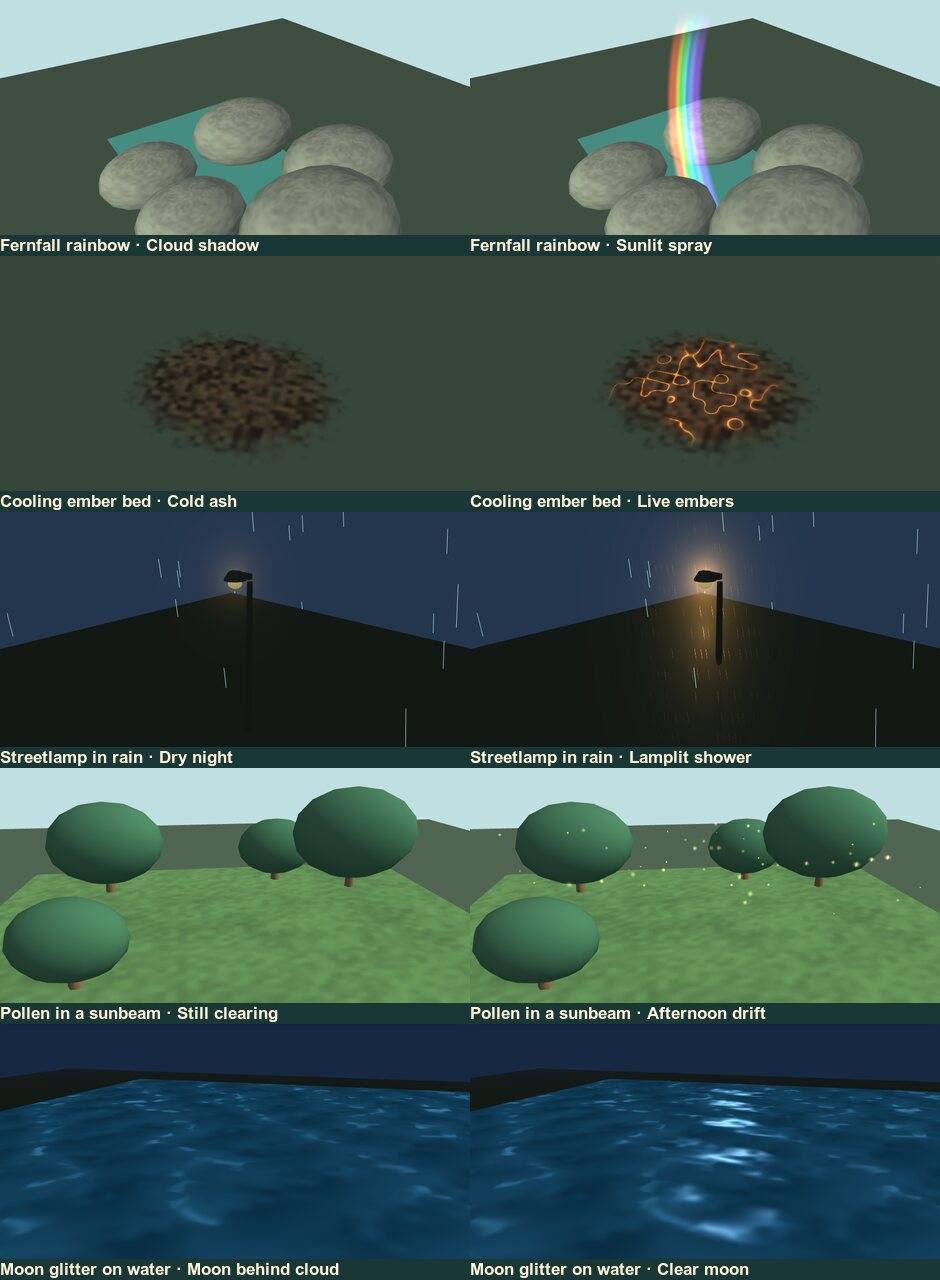 Fernfall rainbow · Cloud shadow
Fernfall rainbow · Sunlit spray
Cooling ember bed · Cold ash
Cooling ember bed · Live embers
Streetlamp in rain · Dry night
Streetlamp in rain · Lamplit shower
Pollen in a sunbeam · Still clearing
Pollen in a sunbeam · Afternoon drift
Moon glitter on water · Moon behind cloud
Moon glitter on water · Clear moon